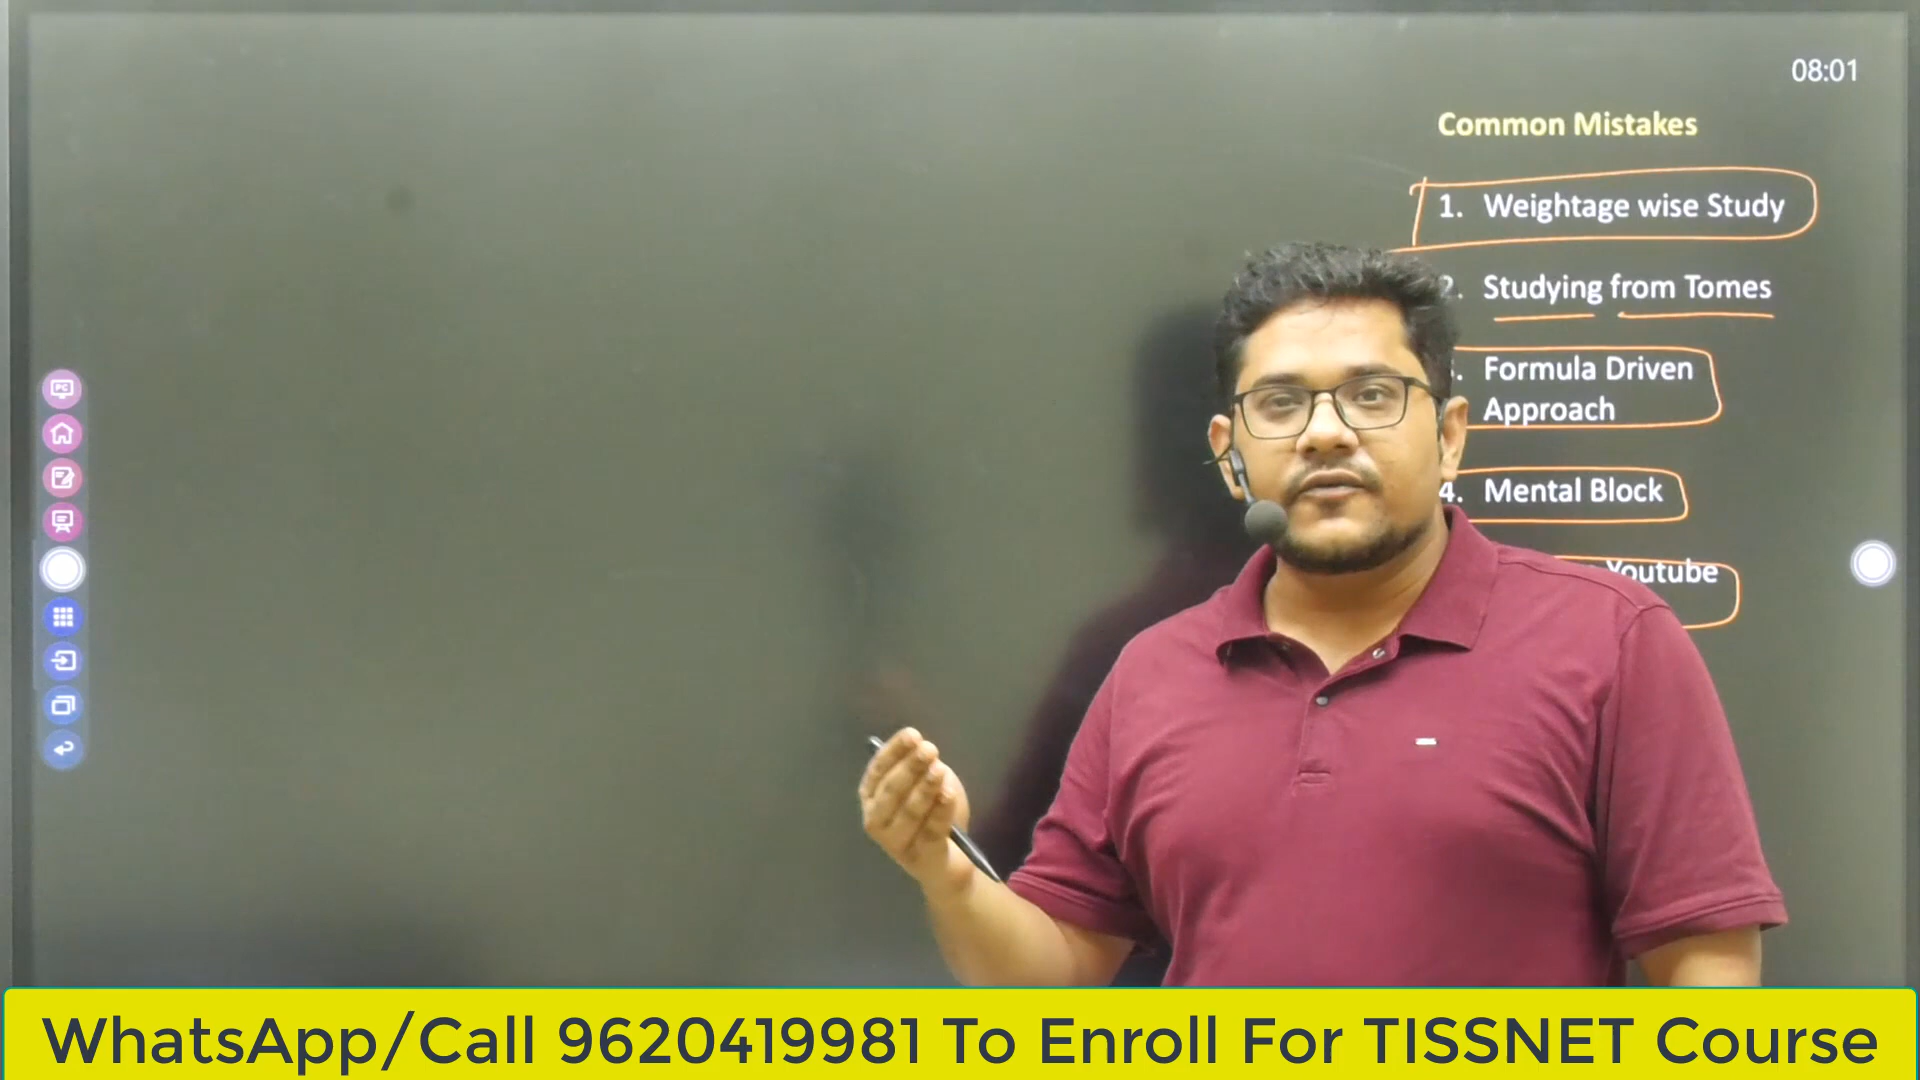 08:01
Common Mistakes
1. Weightage wise Study
2. Studying from Tomes
Formula Driven
Approach
4. Mental Block
Youtube
WhatsApp/Call 9620419981 To Enroll For TISSNET Course